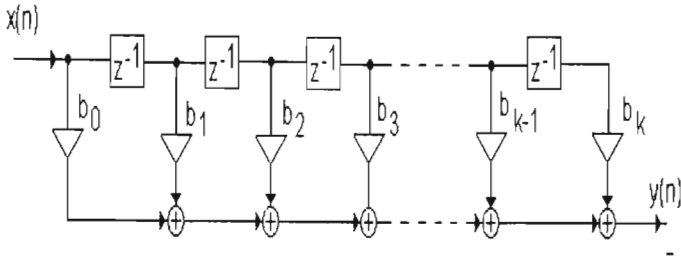 x(n)
z⁻¹ z⁻¹ z⁻¹ z⁻¹
b₀ b₁ b₂ b₃ bₖ₋₁ bₖ
y(n)
+ + + + +
-